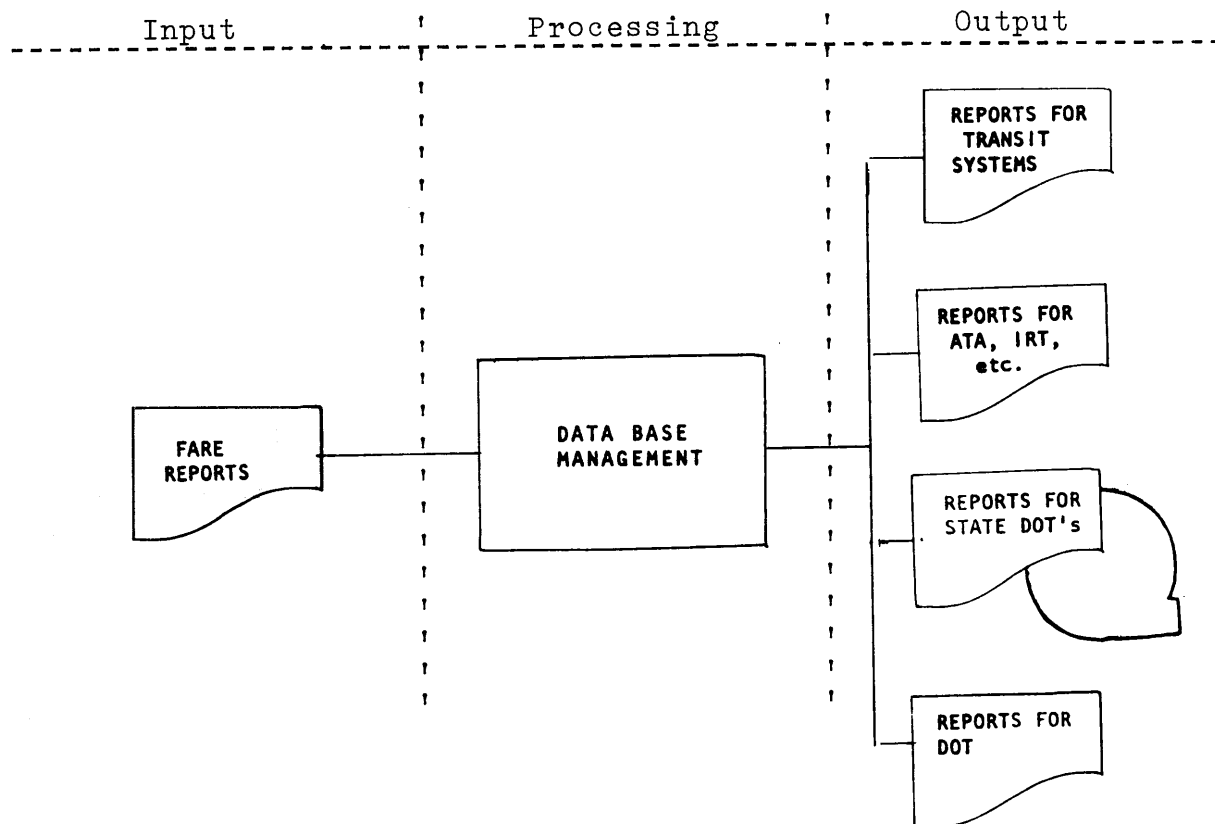 Input
Processing
Output
REPORTS FOR
TRANSIT
SYSTEMS
REPORTS FOR
ATA, IRT,
etc.
FARE
REPORTS
DATA BASE
MANAGEMENT
REPORTS FOR
STATE DOT's
REPORTS FOR
DOT